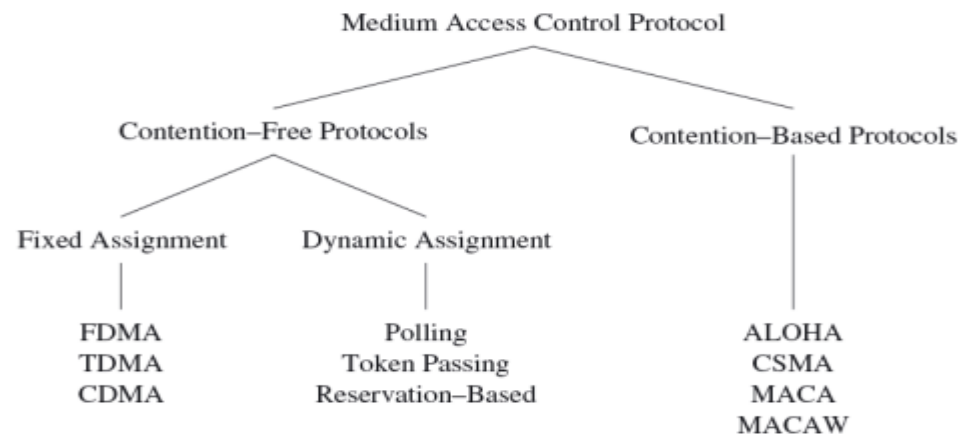 Medium Access Control Protocol
Contention–Free Protocols
Contention–Based Protocols
Fixed Assignment
Dynamic Assignment
FDMA
TDMA
CDMA
Polling
Token Passing
Reservation–Based
ALOHA
CSMA
MACA
MACAW